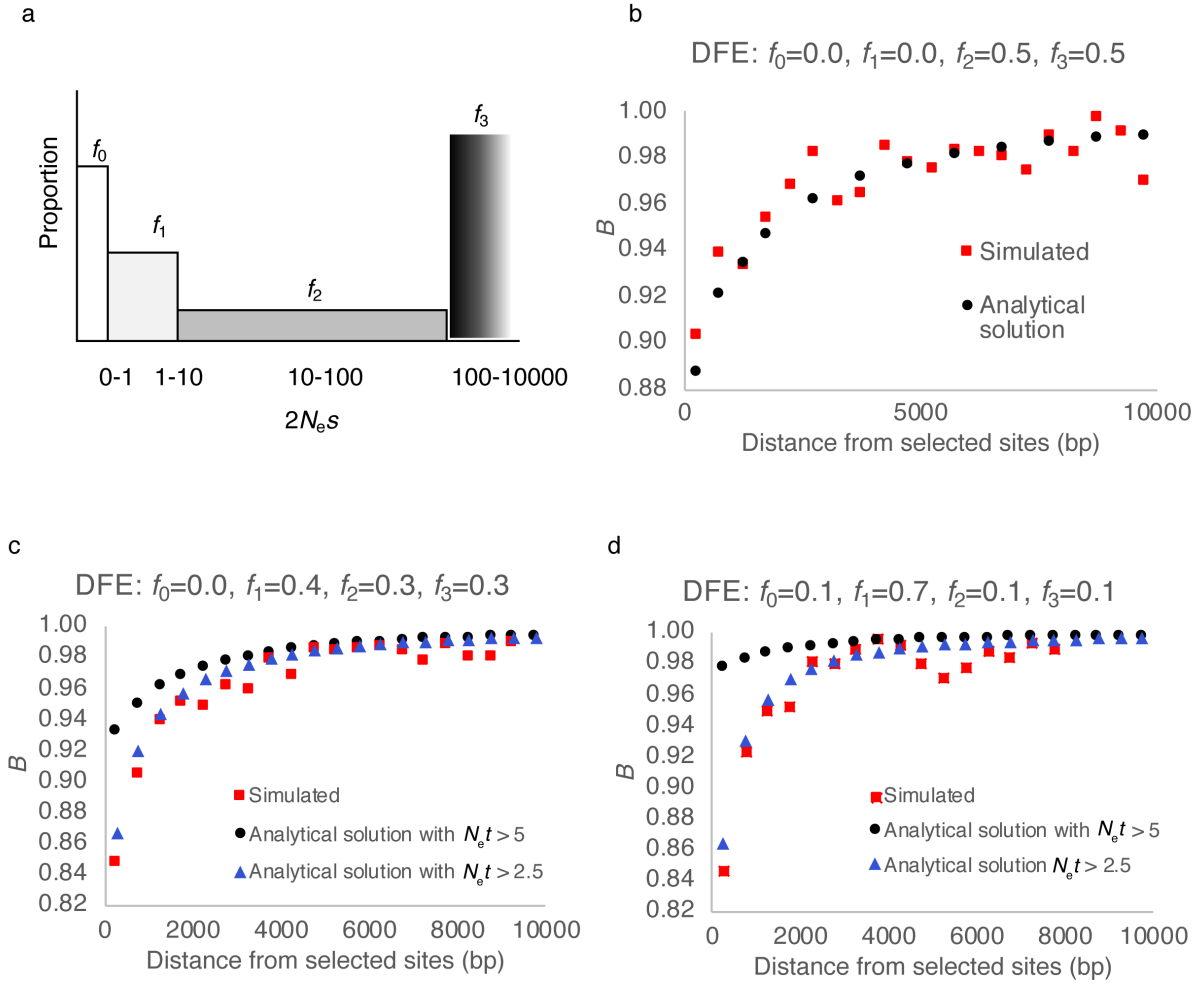 a
f0
f1
f2
f3
Proportion
0-1
1-10
10-100
100-10000
2Nes
b
DFE: f0=0.0, f1=0.0, f2=0.5, f3=0.5
1.00
0.98
0.96
0.94
0.92
0.90
0.88
B
Simulated
Analytical
solution
0
5000
10000
Distance from selected sites (bp)
c
DFE: f0=0.0, f1=0.4, f2=0.3, f3=0.3
1.00
0.98
0.96
0.94
0.92
0.90
0.88
0.86
0.84
0.82
B
Simulated
Analytical solution with Net > 5
Analytical solution with Net > 2.5
0
2000
4000
6000
8000
10000
Distance from selected sites (bp)
d
DFE: f0=0.1, f1=0.7, f2=0.1, f3=0.1
1.00
0.98
0.96
0.94
0.92
0.90
0.88
0.86
0.84
0.82
B
Simulated
Analytical solution with Net > 5
Analytical solution Net > 2.5
0
2000
4000
6000
8000
10000
Distance from selected sites (bp)